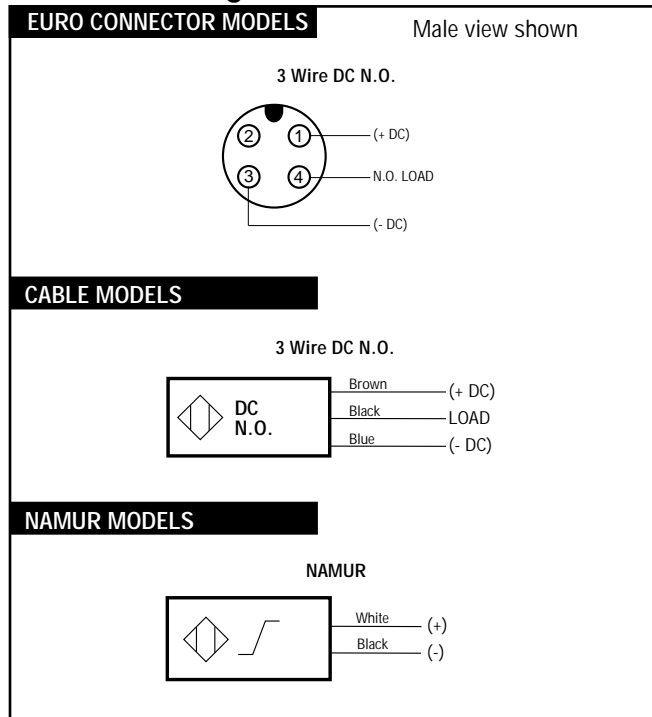 EURO CONNECTOR MODELS
Male view shown
3 Wire DC N.O.
2 1 (+ DC)
3 4 N.O. LOAD
(- DC)
CABLE MODELS
3 Wire DC N.O.
DC
N.O.
Brown (+ DC)
Black LOAD
Blue (- DC)
NAMUR MODELS
NAMUR
White (+)
Black (-)